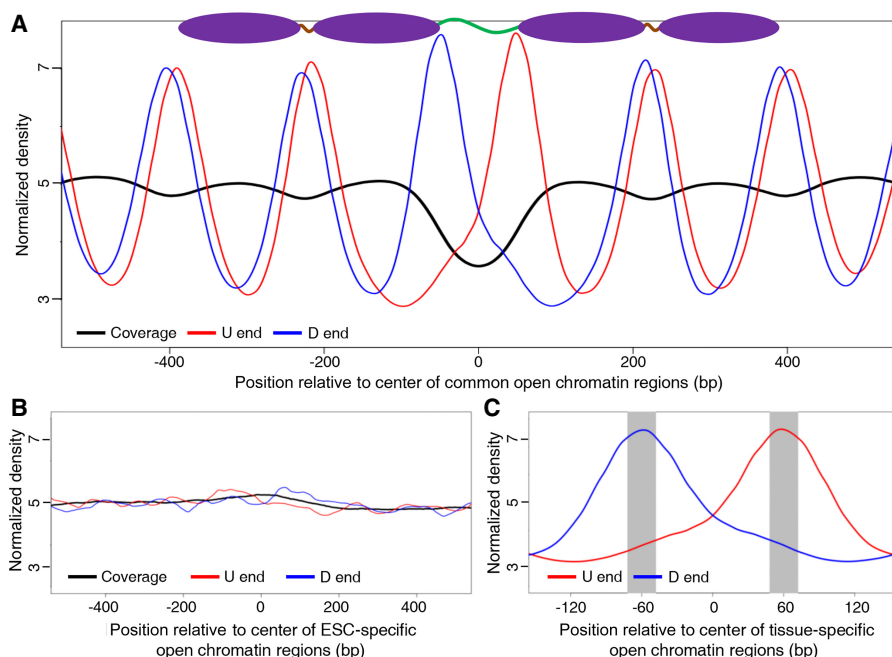 A
Normalized density
7
5
3
Coverage U end D end
-400 -200 0 200 400
Position relative to center of common open chromatin regions (bp)
B
Normalized density
7
5
3
Coverage U end D end
-400 -200 0 200 400
Position relative to center of ESC-specific
open chromatin regions (bp)
C
Normalized density
7
5
3
U end D end
-120 -60 0 60 120
Position relative to center of tissue-specific
open chromatin regions (bp)